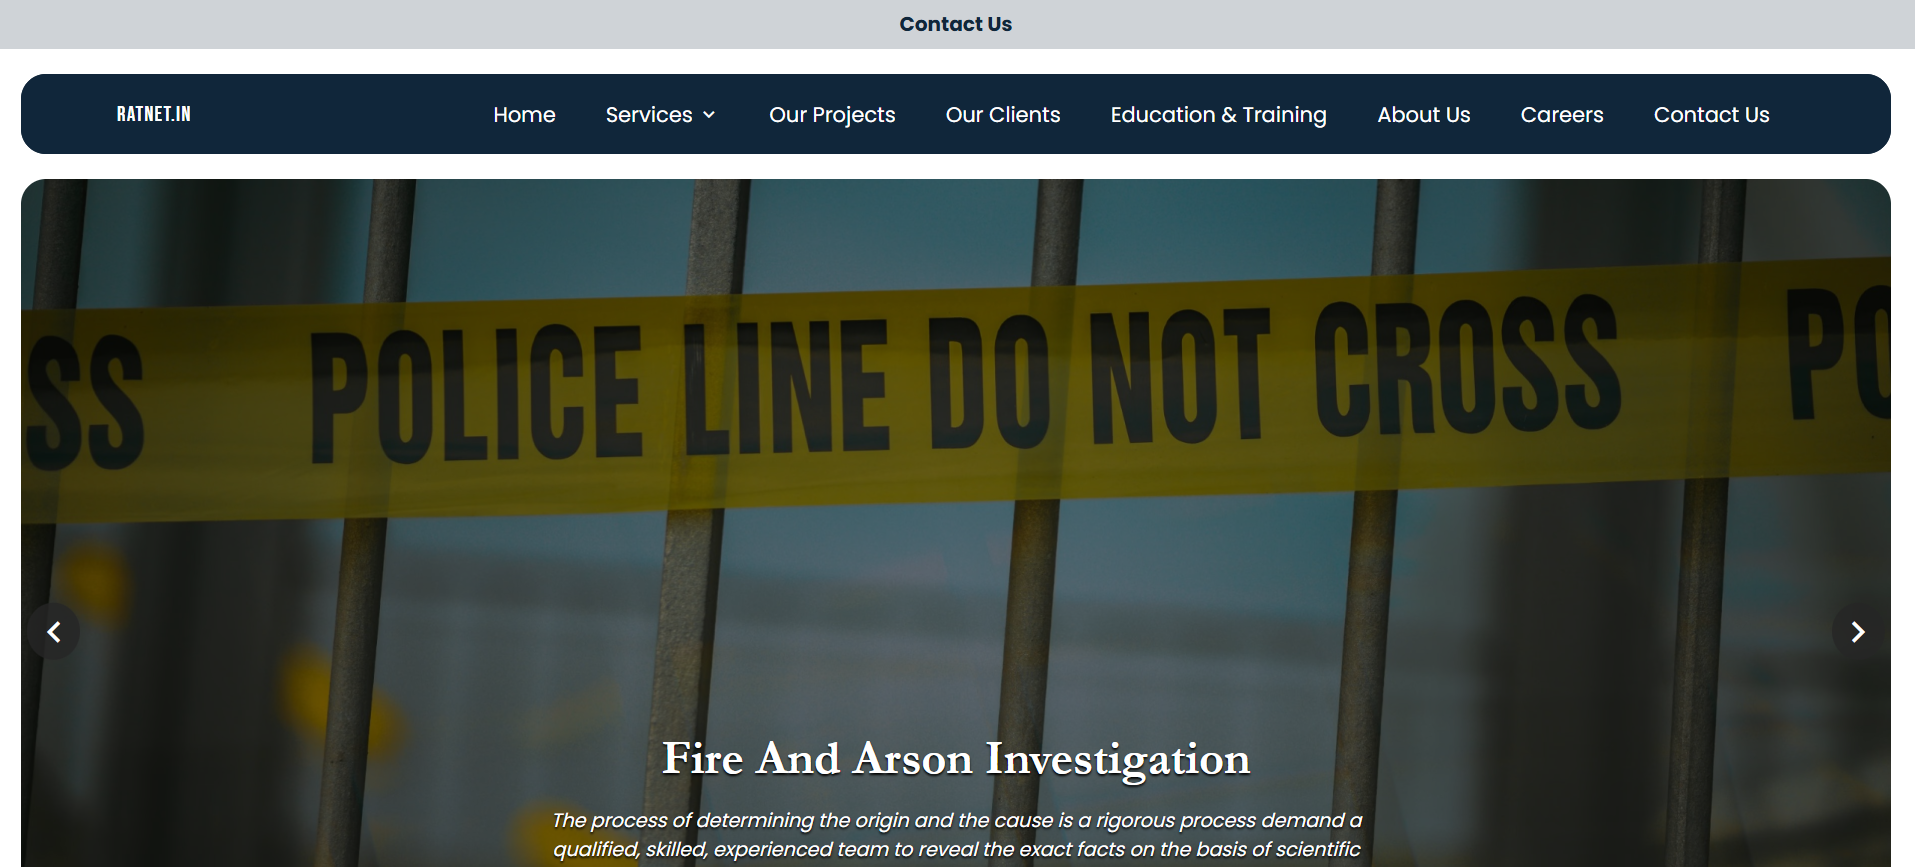 Contact Us
RATNET.IN
Home Services Our Projects Our Clients Education & Training About Us Careers Contact Us
SS POLICE LINE DO NOT CROSS PO
Fire And Arson Investigation
The process of determining the origin and the cause is a rigorous process demand a
qualified, skilled, experienced team to reveal the exact facts on the basis of scientific